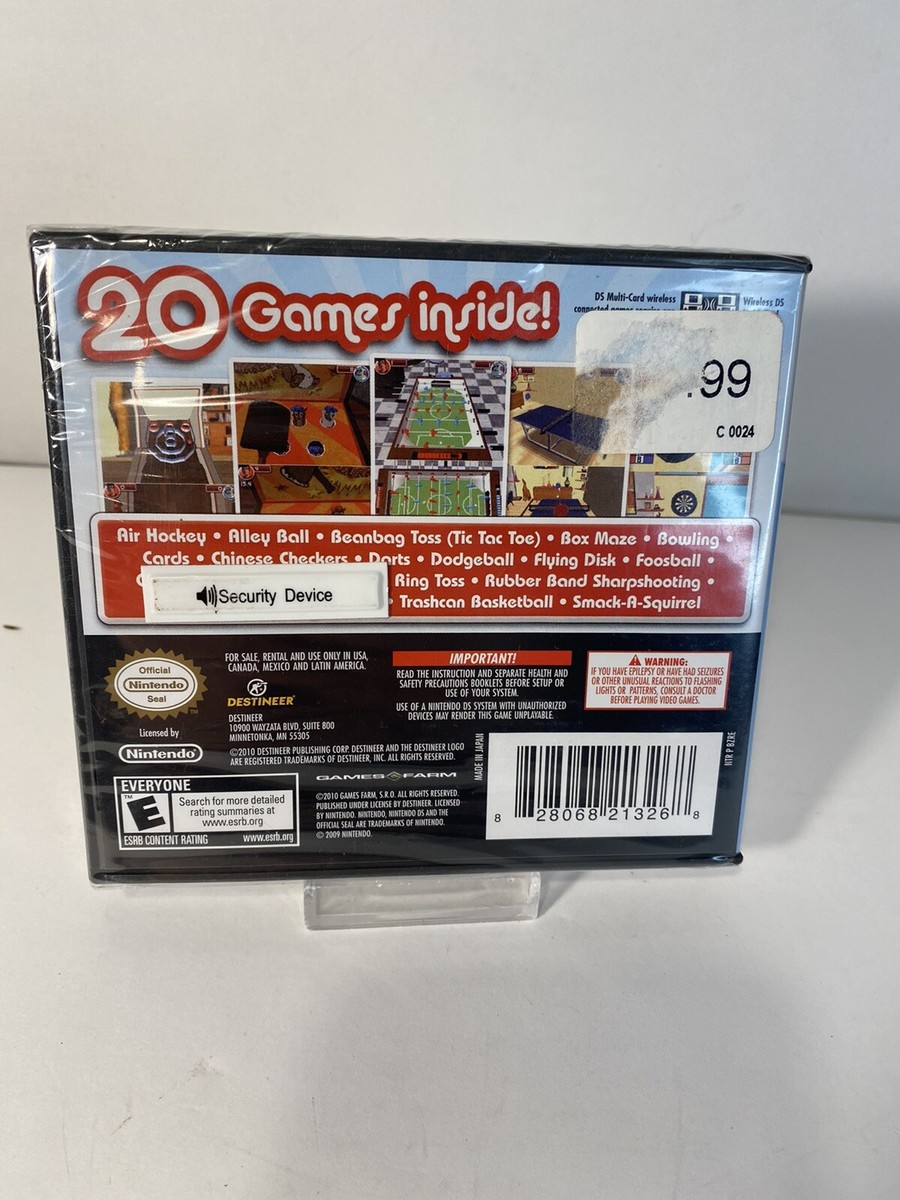 20 Games inside!
DS Multi-Card wireless
connected games require
Wireless DS
.99
C 0024
Air Hockey • Alley Ball • Beanbag Toss (Tic Tac Toe) • Box Maze • Bowling •
Cards • Chinese Checkers • Darts • Dodgeball • Flying Disk • Foosball •
Ring Toss • Rubber Band Sharpshooting •
• Trashcan Basketball • Smack-A-Squirrel
Security Device
Official
Nintendo
Seal
TM
Licensed by
Nintendo
FOR SALE, RENTAL AND USE ONLY IN USA,
CANADA, MEXICO AND LATIN AMERICA.
DESTINEER
DESTINEER
10900 WAYZATA BLVD, SUITE 800
MINNETONKA, MN 55305
©2010 DESTINEER PUBLISHING CORP. DESTINEER AND THE DESTINEER LOGO
ARE REGISTERED TRADEMARKS OF DESTINEER, INC. ALL RIGHTS RESERVED.
GAMES FARM
©2010 GAMES FARM, S.R.O. ALL RIGHTS RESERVED.
PUBLISHED UNDER LICENSE BY DESTINEER. LICENSED
BY NINTENDO. NINTENDO, NINTENDO DS AND THE
OFFICIAL SEAL ARE TRADEMARKS OF NINTENDO.
© 2009 NINTENDO.
IMPORTANT!
READ THE INSTRUCTION AND SEPARATE HEALTH AND
SAFETY PRECAUTIONS BOOKLETS BEFORE SETUP OR
USE OF YOUR SYSTEM.
USE OF A NINTENDO DS SYSTEM WITH UNAUTHORIZED
DEVICES MAY RENDER THIS GAME UNPLAYABLE.
WARNING:
IF YOU HAVE EPILEPSY OR HAVE HAD SEIZURES
OR OTHER UNUSUAL REACTIONS TO FLASHING
LIGHTS OR PATTERNS, CONSULT A DOCTOR
BEFORE PLAYING VIDEO GAMES.
EVERYONE
TM
E
Search for more detailed
rating summaries at
www.esrb.org
ESRB CONTENT RATING www.esrb.org
MADE IN JAPAN
8 28068 21326 8
NTR P BZRE